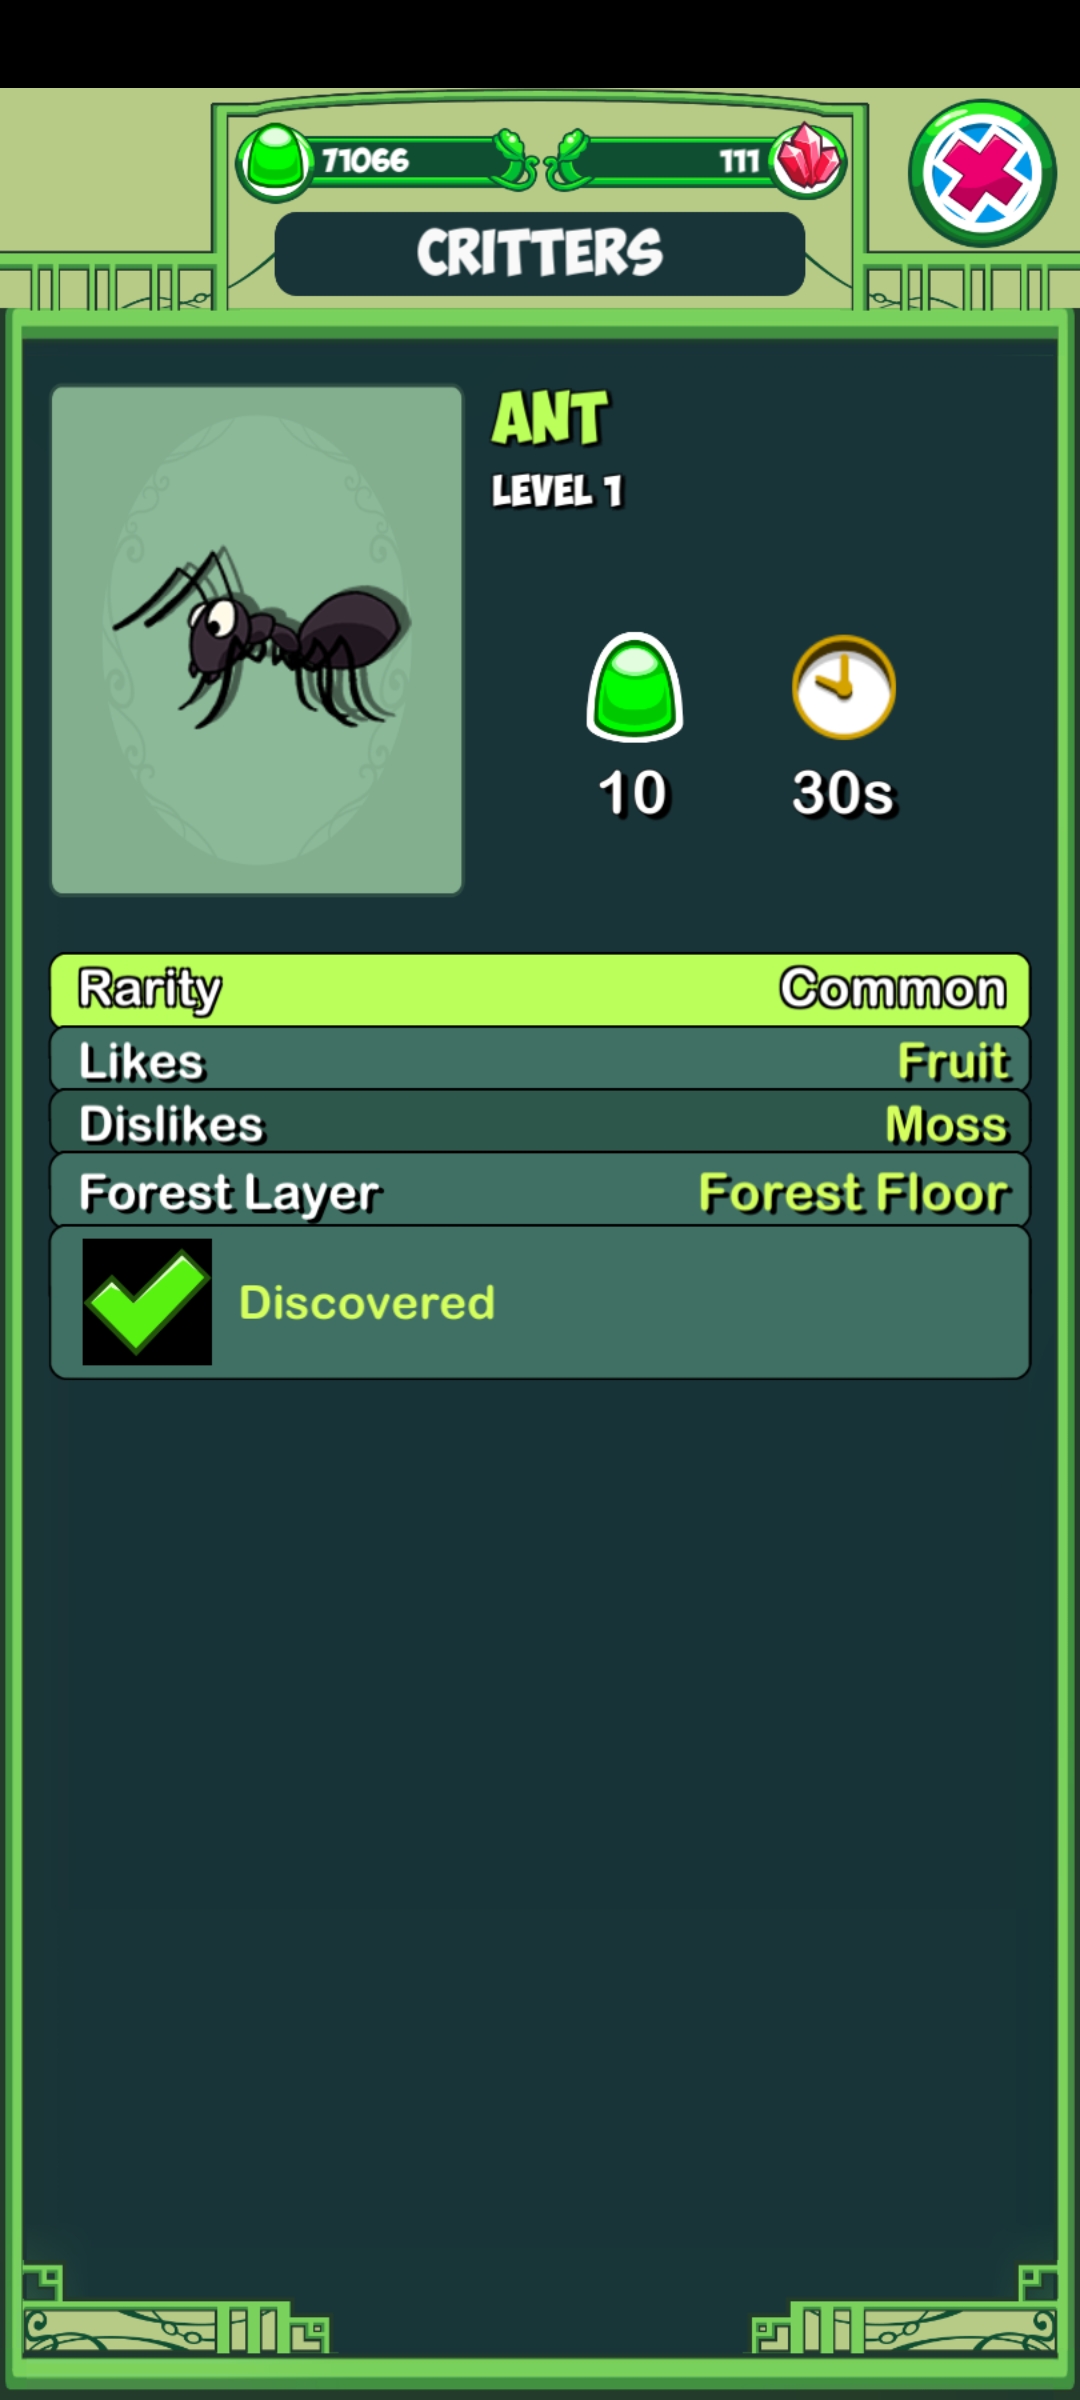 71066 111
CRITTERS
ANT
LEVEL 1
10 30s
Rarity Common
Likes Fruit
Dislikes Moss
Forest Layer Forest Floor
Discovered